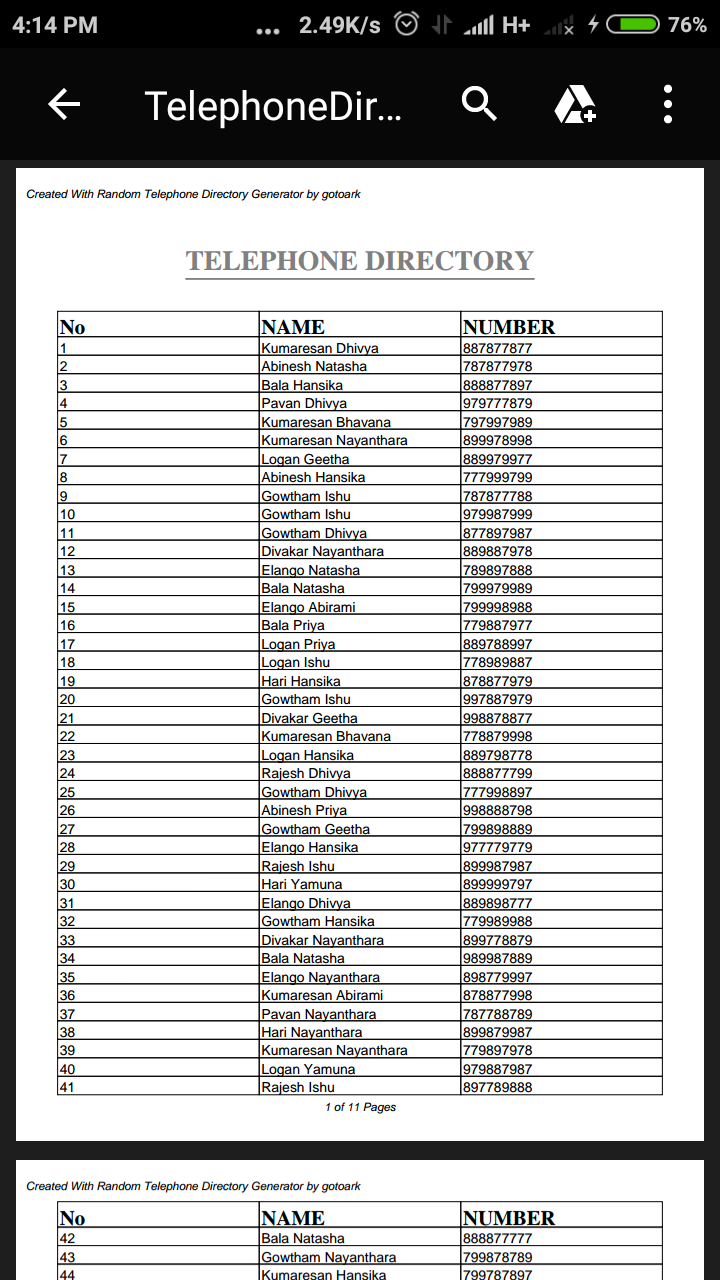 4:14 PM ... 2.49K/s H+ 76%
TelephoneDir...
Created With Random Telephone Directory Generator by gotoark
TELEPHONE DIRECTORY
No NAME NUMBER
1 Kumaresan Dhivya 887877877
2 Abinesh Natasha 787877978
3 Bala Hansika 888877897
4 Pavan Dhivya 979777879
5 Kumaresan Bhavana 797997989
6 Kumaresan Nayanthara 899978998
7 Logan Geetha 889979977
8 Abinesh Hansika 777999799
9 Gowtham Ishu 787877788
10 Gowtham Ishu 979987999
11 Gowtham Dhivya 877897987
12 Divakar Nayanthara 889887978
13 Elango Natasha 789897888
14 Bala Natasha 799979989
15 Elango Abirami 799998988
16 Bala Priya 779887977
17 Logan Priya 889788997
18 Logan Ishu 778989887
19 Hari Hansika 878877979
20 Gowtham Ishu 997887979
21 Divakar Geetha 998878877
22 Kumaresan Bhavana 778879998
23 Logan Hansika 889798778
24 Rajesh Dhivya 888877799
25 Gowtham Dhivya 777998897
26 Abinesh Priya 998888798
27 Gowtham Geetha 799898889
28 Elango Hansika 977779779
29 Rajesh Ishu 899987987
30 Hari Yamuna 899999797
31 Elango Dhivya 889898777
32 Gowtham Hansika 779989988
33 Divakar Nayanthara 899778879
34 Bala Natasha 989987889
35 Elango Nayanthara 898779997
36 Kumaresan Abirami 878877998
37 Pavan Nayanthara 787788789
38 Hari Nayanthara 899879987
39 Kumaresan Nayanthara 779897978
40 Logan Yamuna 979887987
41 Rajesh Ishu 897789888
1 of 11 Pages
Created With Random Telephone Directory Generator by gotoark
No NAME NUMBER
42 Bala Natasha 888877777
43 Gowtham Nayanthara 799878789
44 Kumaresan Hansika 799787897